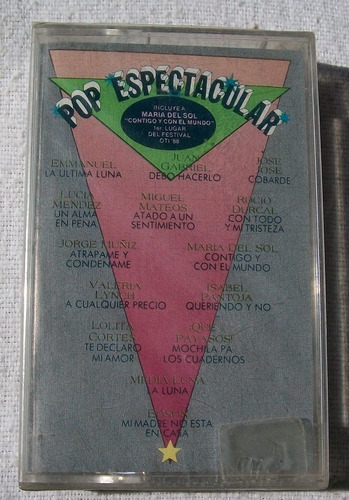 POP ESPECTACULAR
INCLUYE A
MARIA DEL SOL
"CONTIGO Y CON EL MUNDO"
1er. LUGAR
DEL FESTIVAL
OTI '88
EMMANUEL
LA ULTIMA LUNA
JUAN
GABRIEL
DEBO HACERLO
JOSE
JOSE
COBARDE
LUCIA
MENDEZ
UN ALMA
EN PENA
MIGUEL
MATEOS
ATADO A UN
SENTIMIENTO
ROCIO
DURCAL
CON TODO
Y MI TRISTEZA
JORGE MUÑIZ
ATRAPAME Y
CONDENAME
MARIA DEL SOL
CONTIGO Y
CON EL MUNDO
VALERIA
LYNCH
A CUALQUIER PRECIO
ISABEL
PANTOJA
QUERIENDO Y NO
LOLITA
CORTES
TE DECLARO
MI AMOR
¡QUE
PAYASOS!
MOCHILA PA
LOS CUADERNOS
MEDIA LUNA
A LUNA
MI MADRE NO ESTA
EN CASA